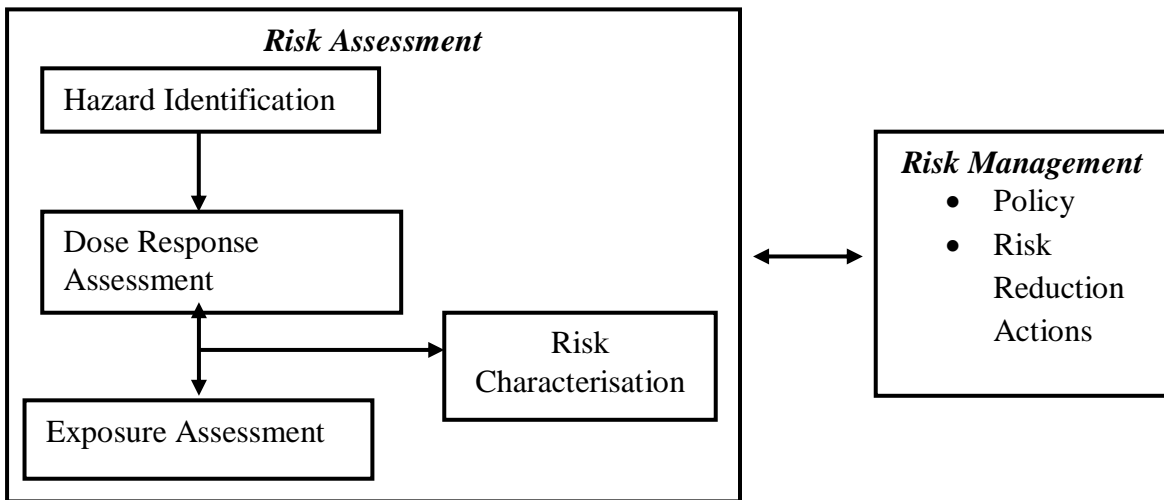 Risk Assessment
Hazard Identification
Dose Response
Assessment
Risk
Characterisation
Exposure Assessment
Risk Management
• Policy
• Risk
Reduction
Actions